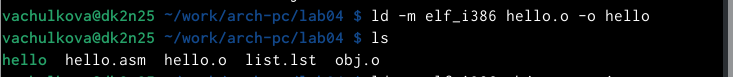 vachulkova@dk2n25 ~/work/arch-pc/lab04 $ ld -m elf_i386 hello.o -o hello
vachulkova@dk2n25 ~/work/arch-pc/lab04 $ ls
hello hello.asm hello.o list.lst obj.o